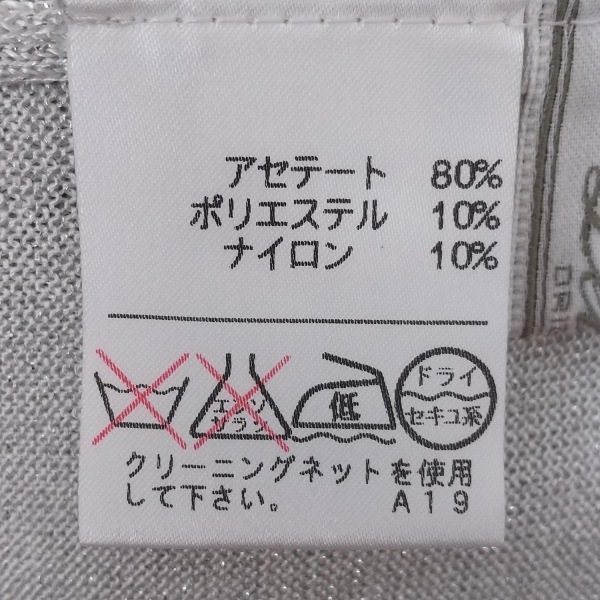 アセテート 80%
ポリエステル 10%
ナイロン 10%
エンソ
サラシ
低
ドライ
セキユ系
クリーニングネットを使用
して下さい。 A19